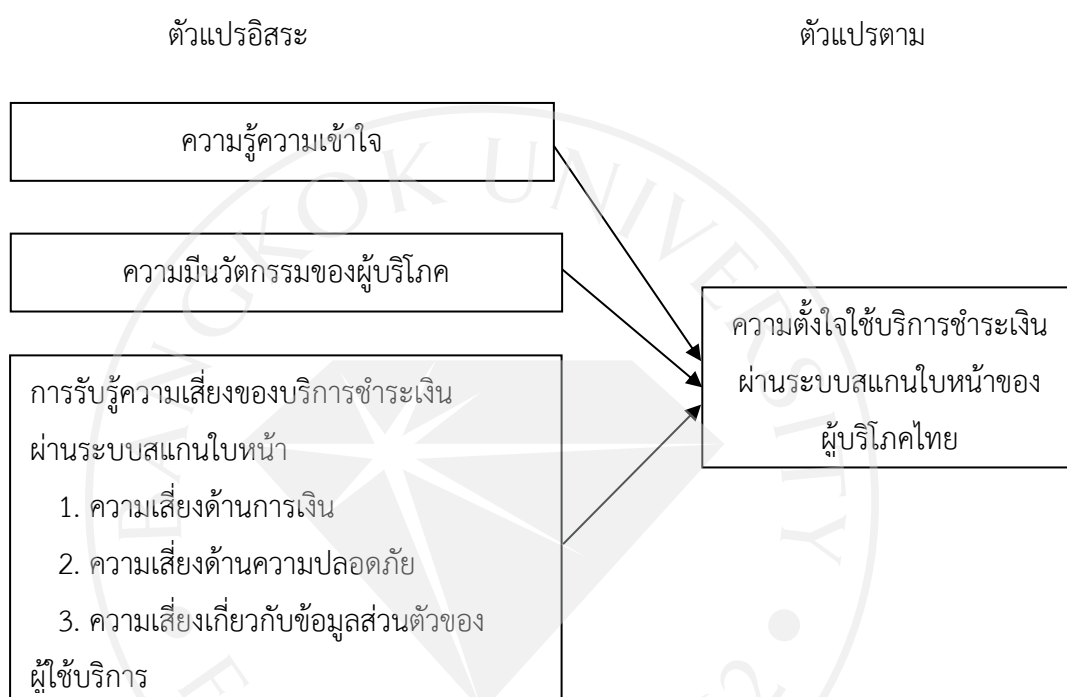 ตัวแปรอิสระ
ตัวแปรตาม
ความรู้ความเข้าใจ
ความมีนวัตกรรมของผู้บริโภค
การรับรู้ความเสี่ยงของบริการชำระเงิน
ผ่านระบบสแกนใบหน้า
1. ความเสี่ยงด้านการเงิน
2. ความเสี่ยงด้านความปลอดภัย
3. ความเสี่ยงเกี่ยวกับข้อมูลส่วนตัวของ
ผู้ใช้บริการ
ความตั้งใจใช้บริการชำระเงิน
ผ่านระบบสแกนใบหน้าของ
ผู้บริโภคไทย
BANGKOK UNIVERSITY